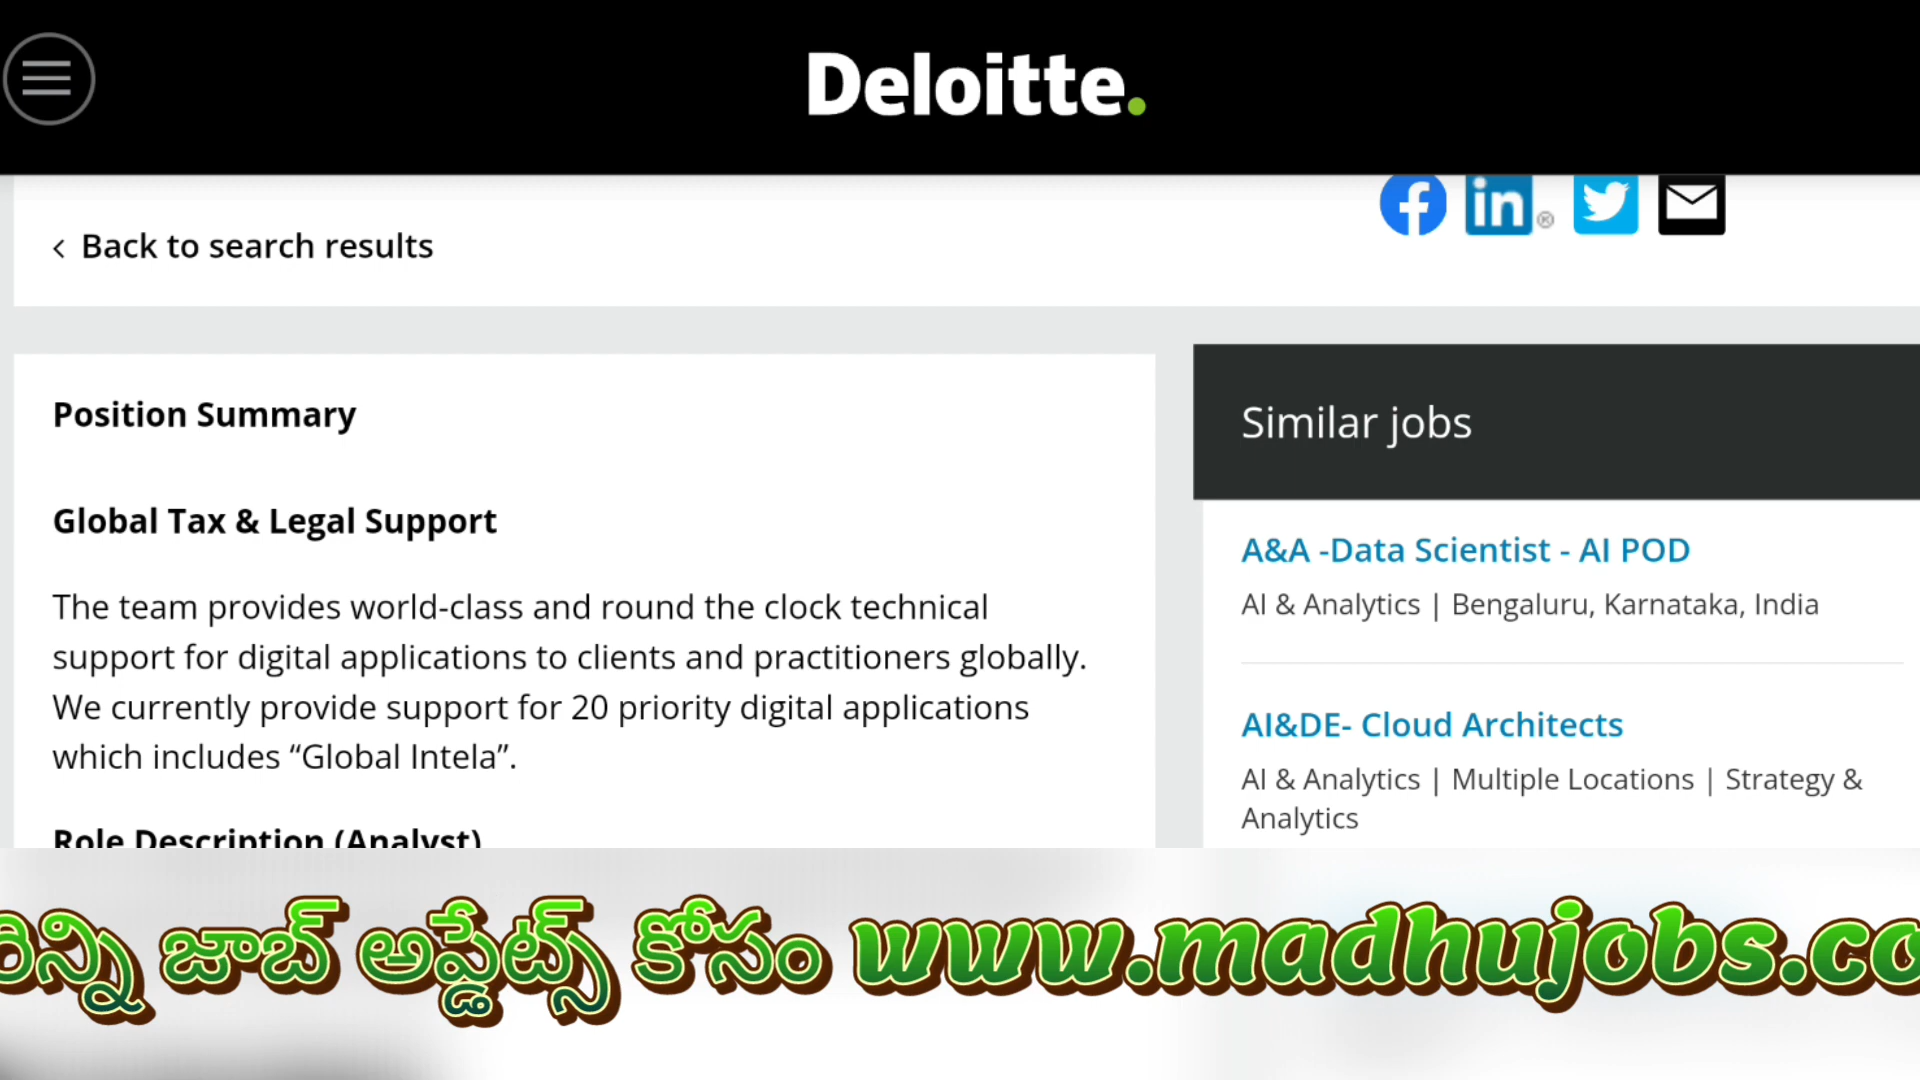 Deloitte.
‹ Back to search results
Position Summary
Global Tax & Legal Support
The team provides world-class and round the clock technical
support for digital applications to clients and practitioners globally.
We currently provide support for 20 priority digital applications
which includes “Global Intela”.
Role Description (Analyst)
Similar jobs
A&A -Data Scientist - AI POD
AI & Analytics | Bengaluru, Karnataka, India
AI&DE- Cloud Architects
AI & Analytics | Multiple Locations | Strategy &
Analytics
జాబ్ అప్డేట్స్ కోసం www.madhujobs.co